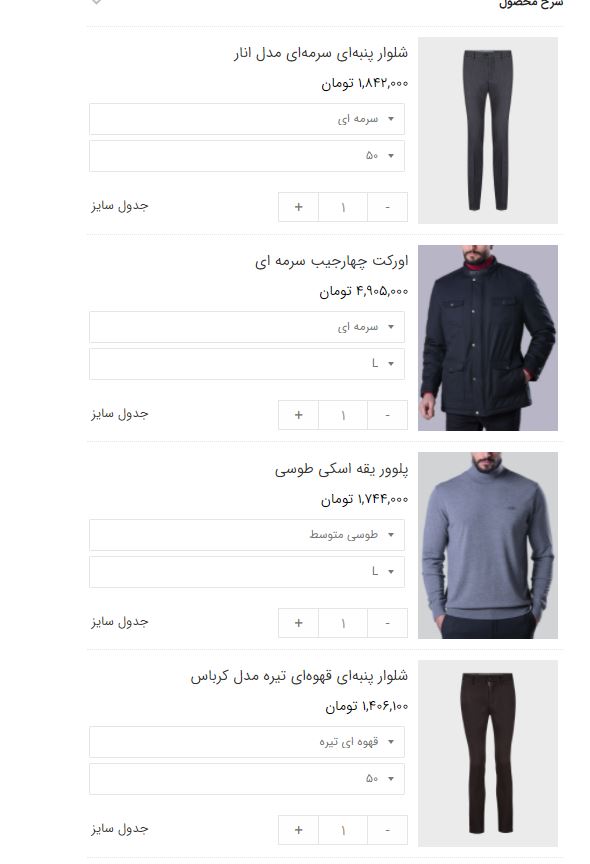 شرح محصول
شلوار پنبه‌ای سرمه‌ای مدل انار
۱,۸۴۲,۰۰۰ تومان
سرمه ای
۵۰
- ۱ +
جدول سایز
اورکت چهارجیب سرمه ای
۴,۹۰۵,۰۰۰ تومان
سرمه ای
L
- ۱ +
جدول سایز
پلوور یقه اسکی طوسی
۱,۷۴۴,۰۰۰ تومان
طوسی متوسط
L
- ۱ +
جدول سایز
شلوار پنبه‌ای قهوه‌ای تیره مدل کرباس
۱,۴۰۶,۱۰۰ تومان
قهوه ای تیره
۵۰
- ۱ +
جدول سایز